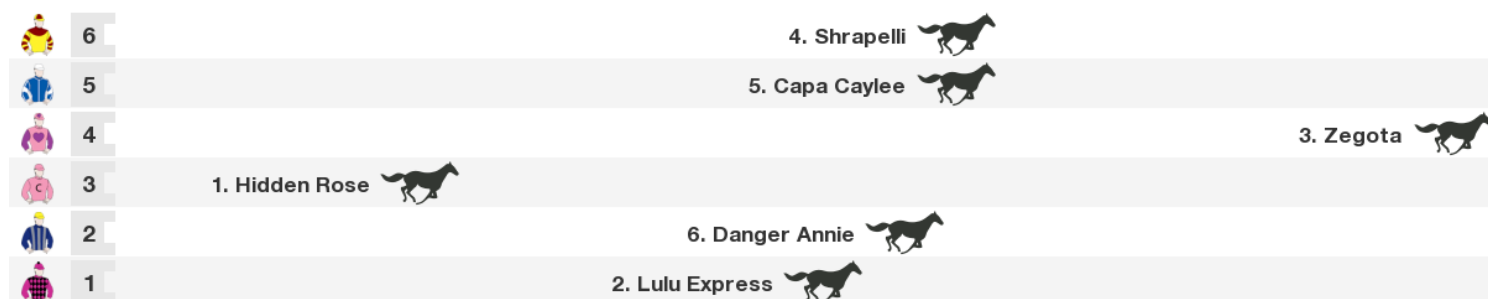 6 4. Shrapelli
5 5. Capa Caylee
4 3. Zegota
3 1. Hidden Rose
2 6. Danger Annie
1 2. Lulu Express